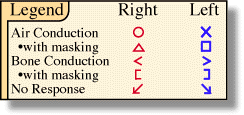 Legend Right Left
Air Conduction O X
•with masking △ □
Bone Conduction < >
•with masking [ ]
No Response ↙ ↘